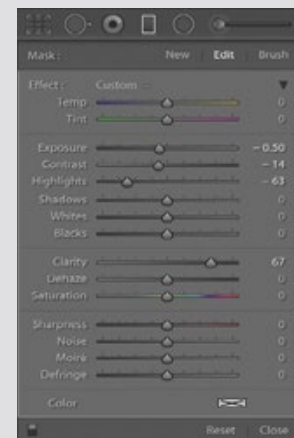 Mask : New Edit Brush
Effect : Custom
Temp 0
Tint 0
Exposure – 0.50
Contrast – 14
Highlights – 63
Shadows 0
Whites 0
Blacks 0
Clarity 67
Dehaze 0
Saturation 0
Sharpness 0
Noise 0
Moiré 0
Defringe 0
Color
Reset Close